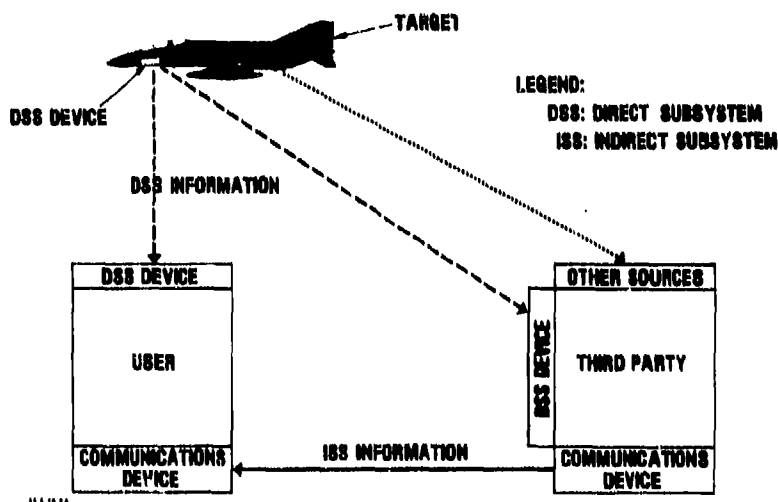 TARGET
DSS DEVICE
LEGEND:
DSS: DIRECT SUBSYSTEM
ISS: INDIRECT SUBSYSTEM
DSS INFORMATION
DSS DEVICE
USER
COMMUNICATIONS
DEVICE
OTHER SOURCES
DSS DEVICE
THIRD PARTY
COMMUNICATIONS
DEVICE
ISS INFORMATION